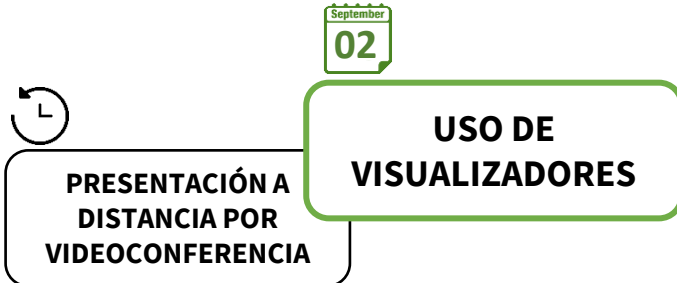 September
02
USO DE
VISUALIZADORES
PRESENTACIÓN A
DISTANCIA POR
VIDEOCONFERENCIA